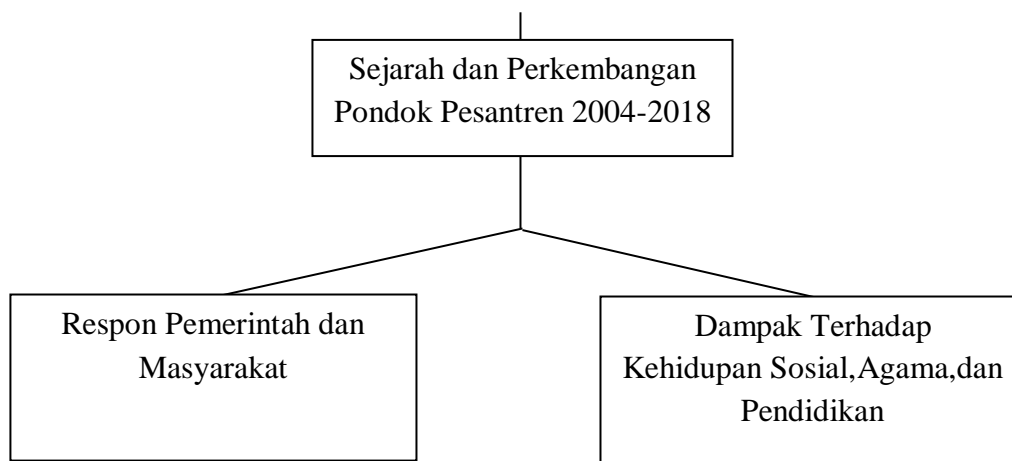 Sejarah dan Perkembangan
Pondok Pesantren 2004-2018
Respon Pemerintah dan
Masyarakat
Dampak Terhadap
Kehidupan Sosial,Agama,dan
Pendidikan